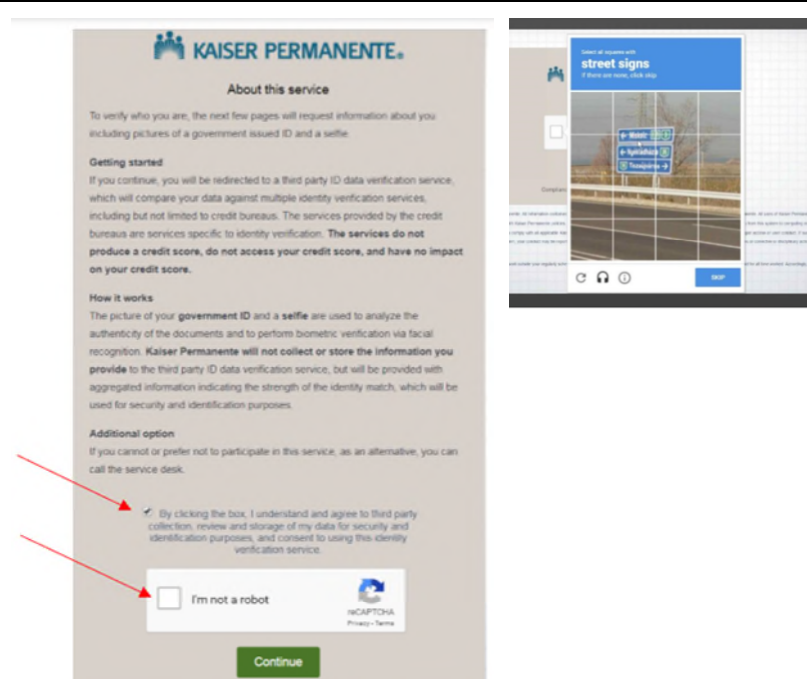 KAISER PERMANENTE®
About this service
To verify who you are, the next few pages will request information about you
including pictures of a government issued ID and a selfie.
Getting started
If you continue, you will be redirected to a third party ID data verification service,
which will compare your data against multiple identity verification services,
including but not limited to credit bureaus. The services provided by the credit
bureaus are services specific to identity verification. The services do not
produce a credit score, do not access your credit score, and have no impact
on your credit score.
How it works
The picture of your government ID and a selfie are used to analyze the
authenticity of the documents and to perform biometric verification via facial
recognition. Kaiser Permanente will not collect or store the information you
provide to the third party ID data verification service, but will be provided with
aggregated information indicating the strength of the identity match, which will be
used for security and identification purposes.
Additional option
If you cannot or prefer not to participate in this service, as an alternative, you can
call the service desk.
By clicking the box, I understand and agree to third party
collection, review and storage of my data for security and
identification purposes, and consent to using this identity
verification service.
I'm not a robot
reCAPTCHA
Privacy - Terms
Continue
Select all squares with
street signs
If there are none, click skip
SKIP